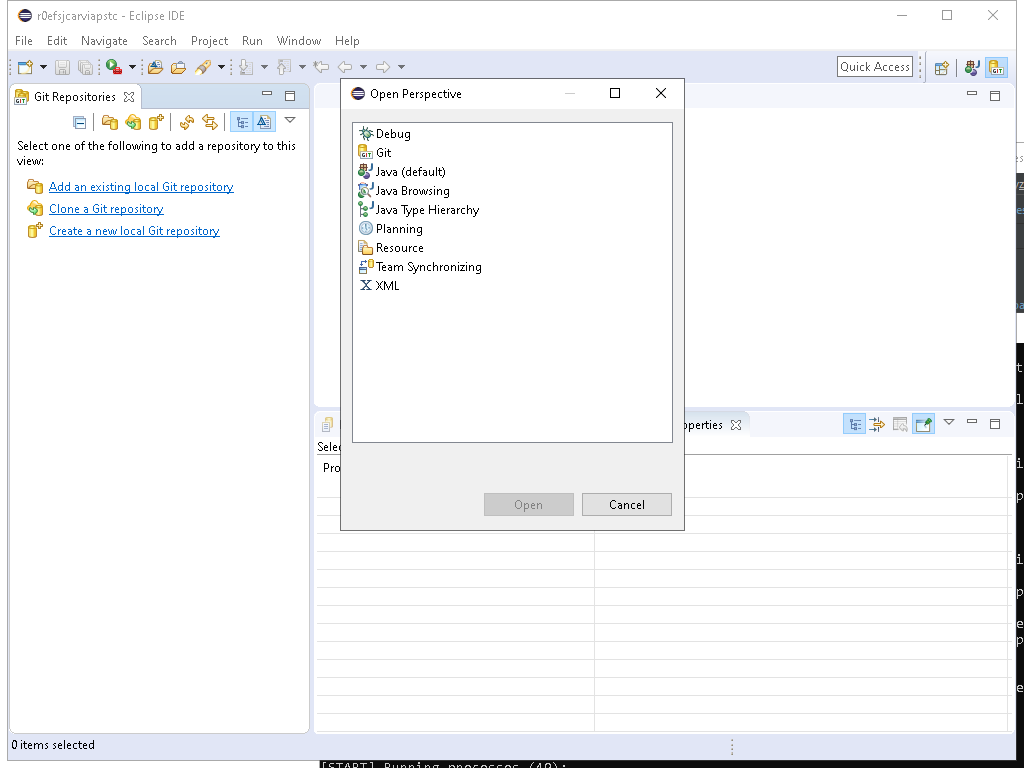 r0efsjcarviapstc - Eclipse IDE
File Edit Navigate Search Project Run Window Help
Quick Access
Git Repositories
Select one of the following to add a repository to this
view:
Add an existing local Git repository
Clone a Git repository
Create a new local Git repository
Open Perspective
Debug
Git
Java (default)
Java Browsing
Java Type Hierarchy
Planning
Resource
Team Synchronizing
XML
Open Cancel
operties
Selec
Pro
0 items selected
[START] Running processes (40):